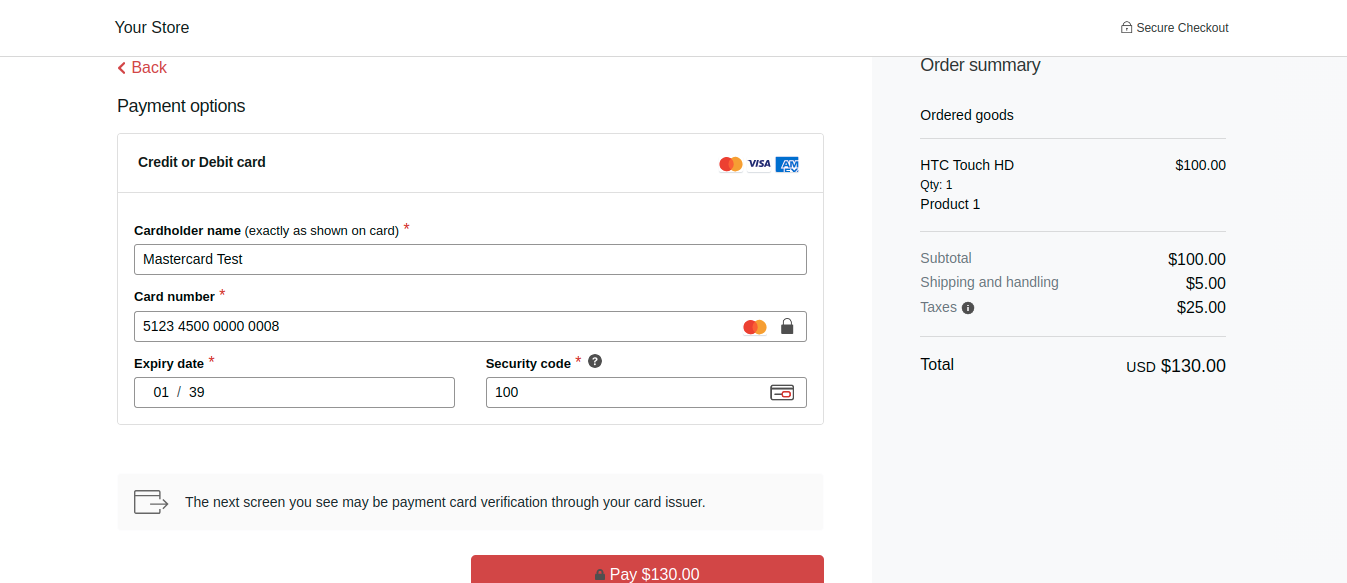 Your Store
Secure Checkout
Back
Payment options
Credit or Debit card
VISA
AM
EX
Cardholder name (exactly as shown on card) *
Mastercard Test
Card number *
5123 4500 0000 0008
Expiry date *
01 / 39
Security code * ?
100
The next screen you see may be payment card verification through your card issuer.
Pay $130.00
Order summary
Ordered goods
HTC Touch HD $100.00
Qty: 1
Product 1
Subtotal $100.00
Shipping and handling $5.00
Taxes i $25.00
Total USD $130.00